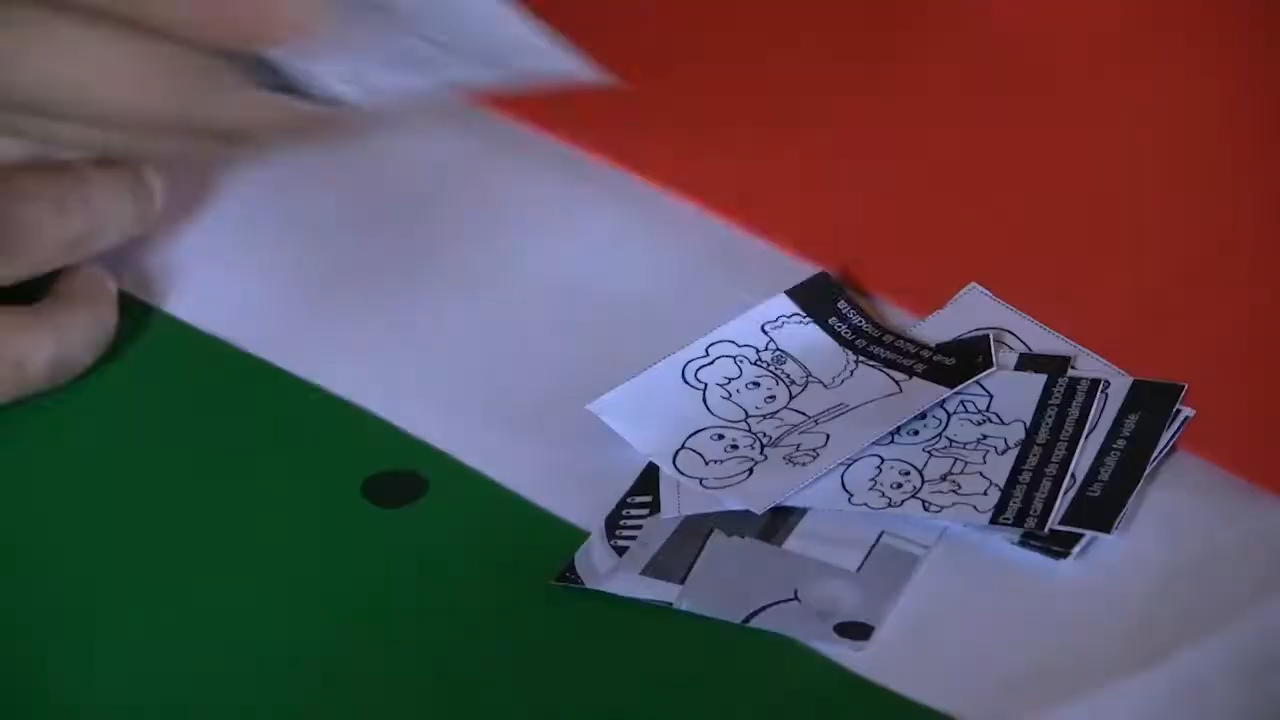 Te pruebas la ropa
que te hizo la modista.
Después de hacer ejercicio todos
se cambian de ropa normalmente
Un adulto te viste.